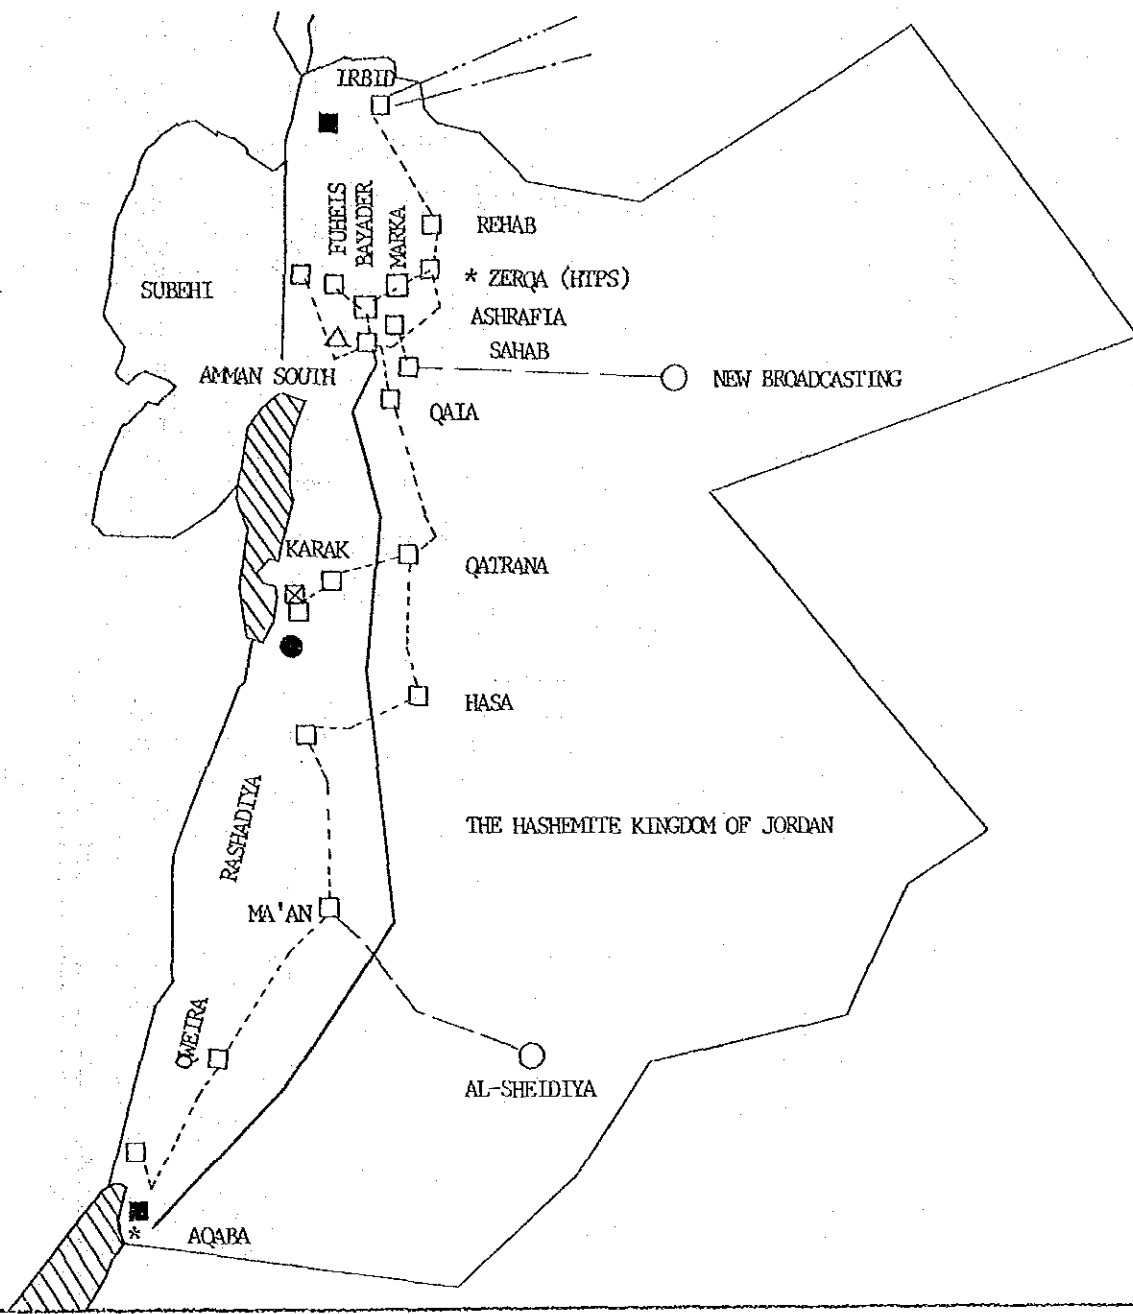 IRBID
FUHEIS
BAYADER
MARKA
REHAB
* ZERQA (HTPS)
SUBEHI
ASHRAFIA
SAHAB
AMMAN SOUTH
NEW BROADCASTING
QAIA
KARAK
QATRANA
HASA
RASHADIYA
THE HASHEMITE KINGDOM OF JORDAN
MA'AN
QWEIRA
AL-SHEIDIYA
*
AQABA